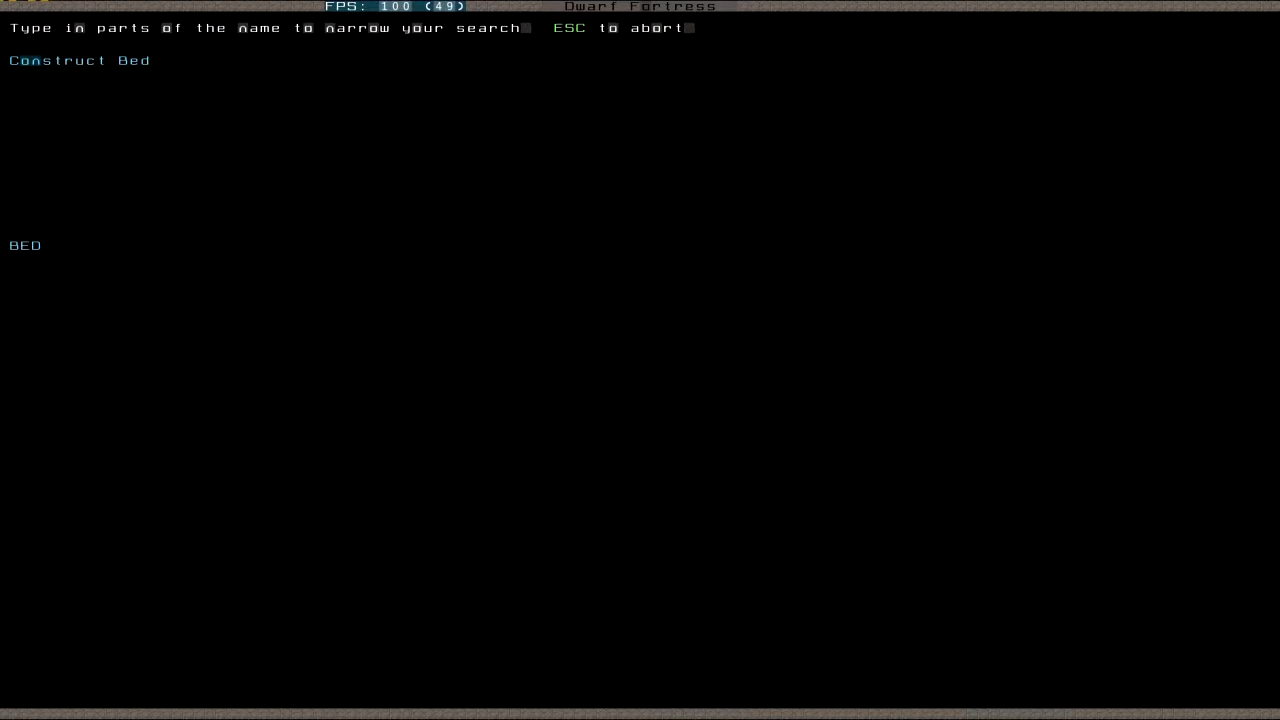 FPS: 100 (49) Dwarf Fortress
Type in parts of the name to narrow your search. ESC to abort.
Construct Bed
BED